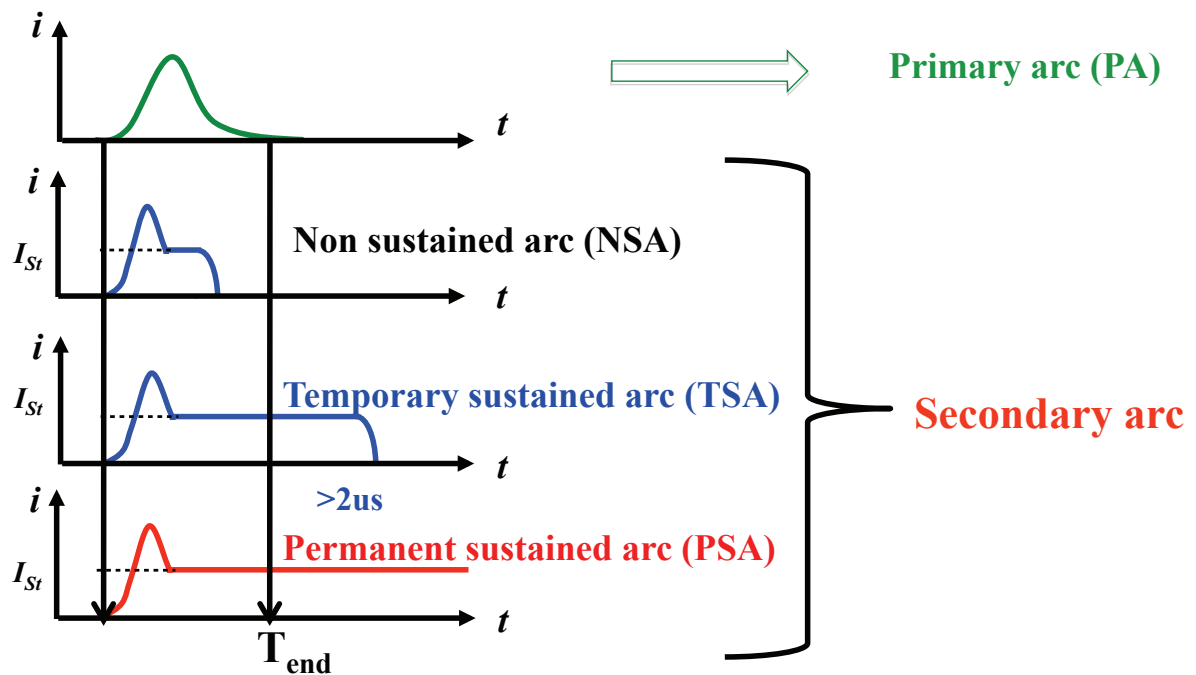 i
t
Primary arc (PA)
i
I_St
Non sustained arc (NSA)
t
i
I_St
Temporary sustained arc (TSA)
t
>2us
Secondary arc
i
I_St
Permanent sustained arc (PSA)
t
T_end